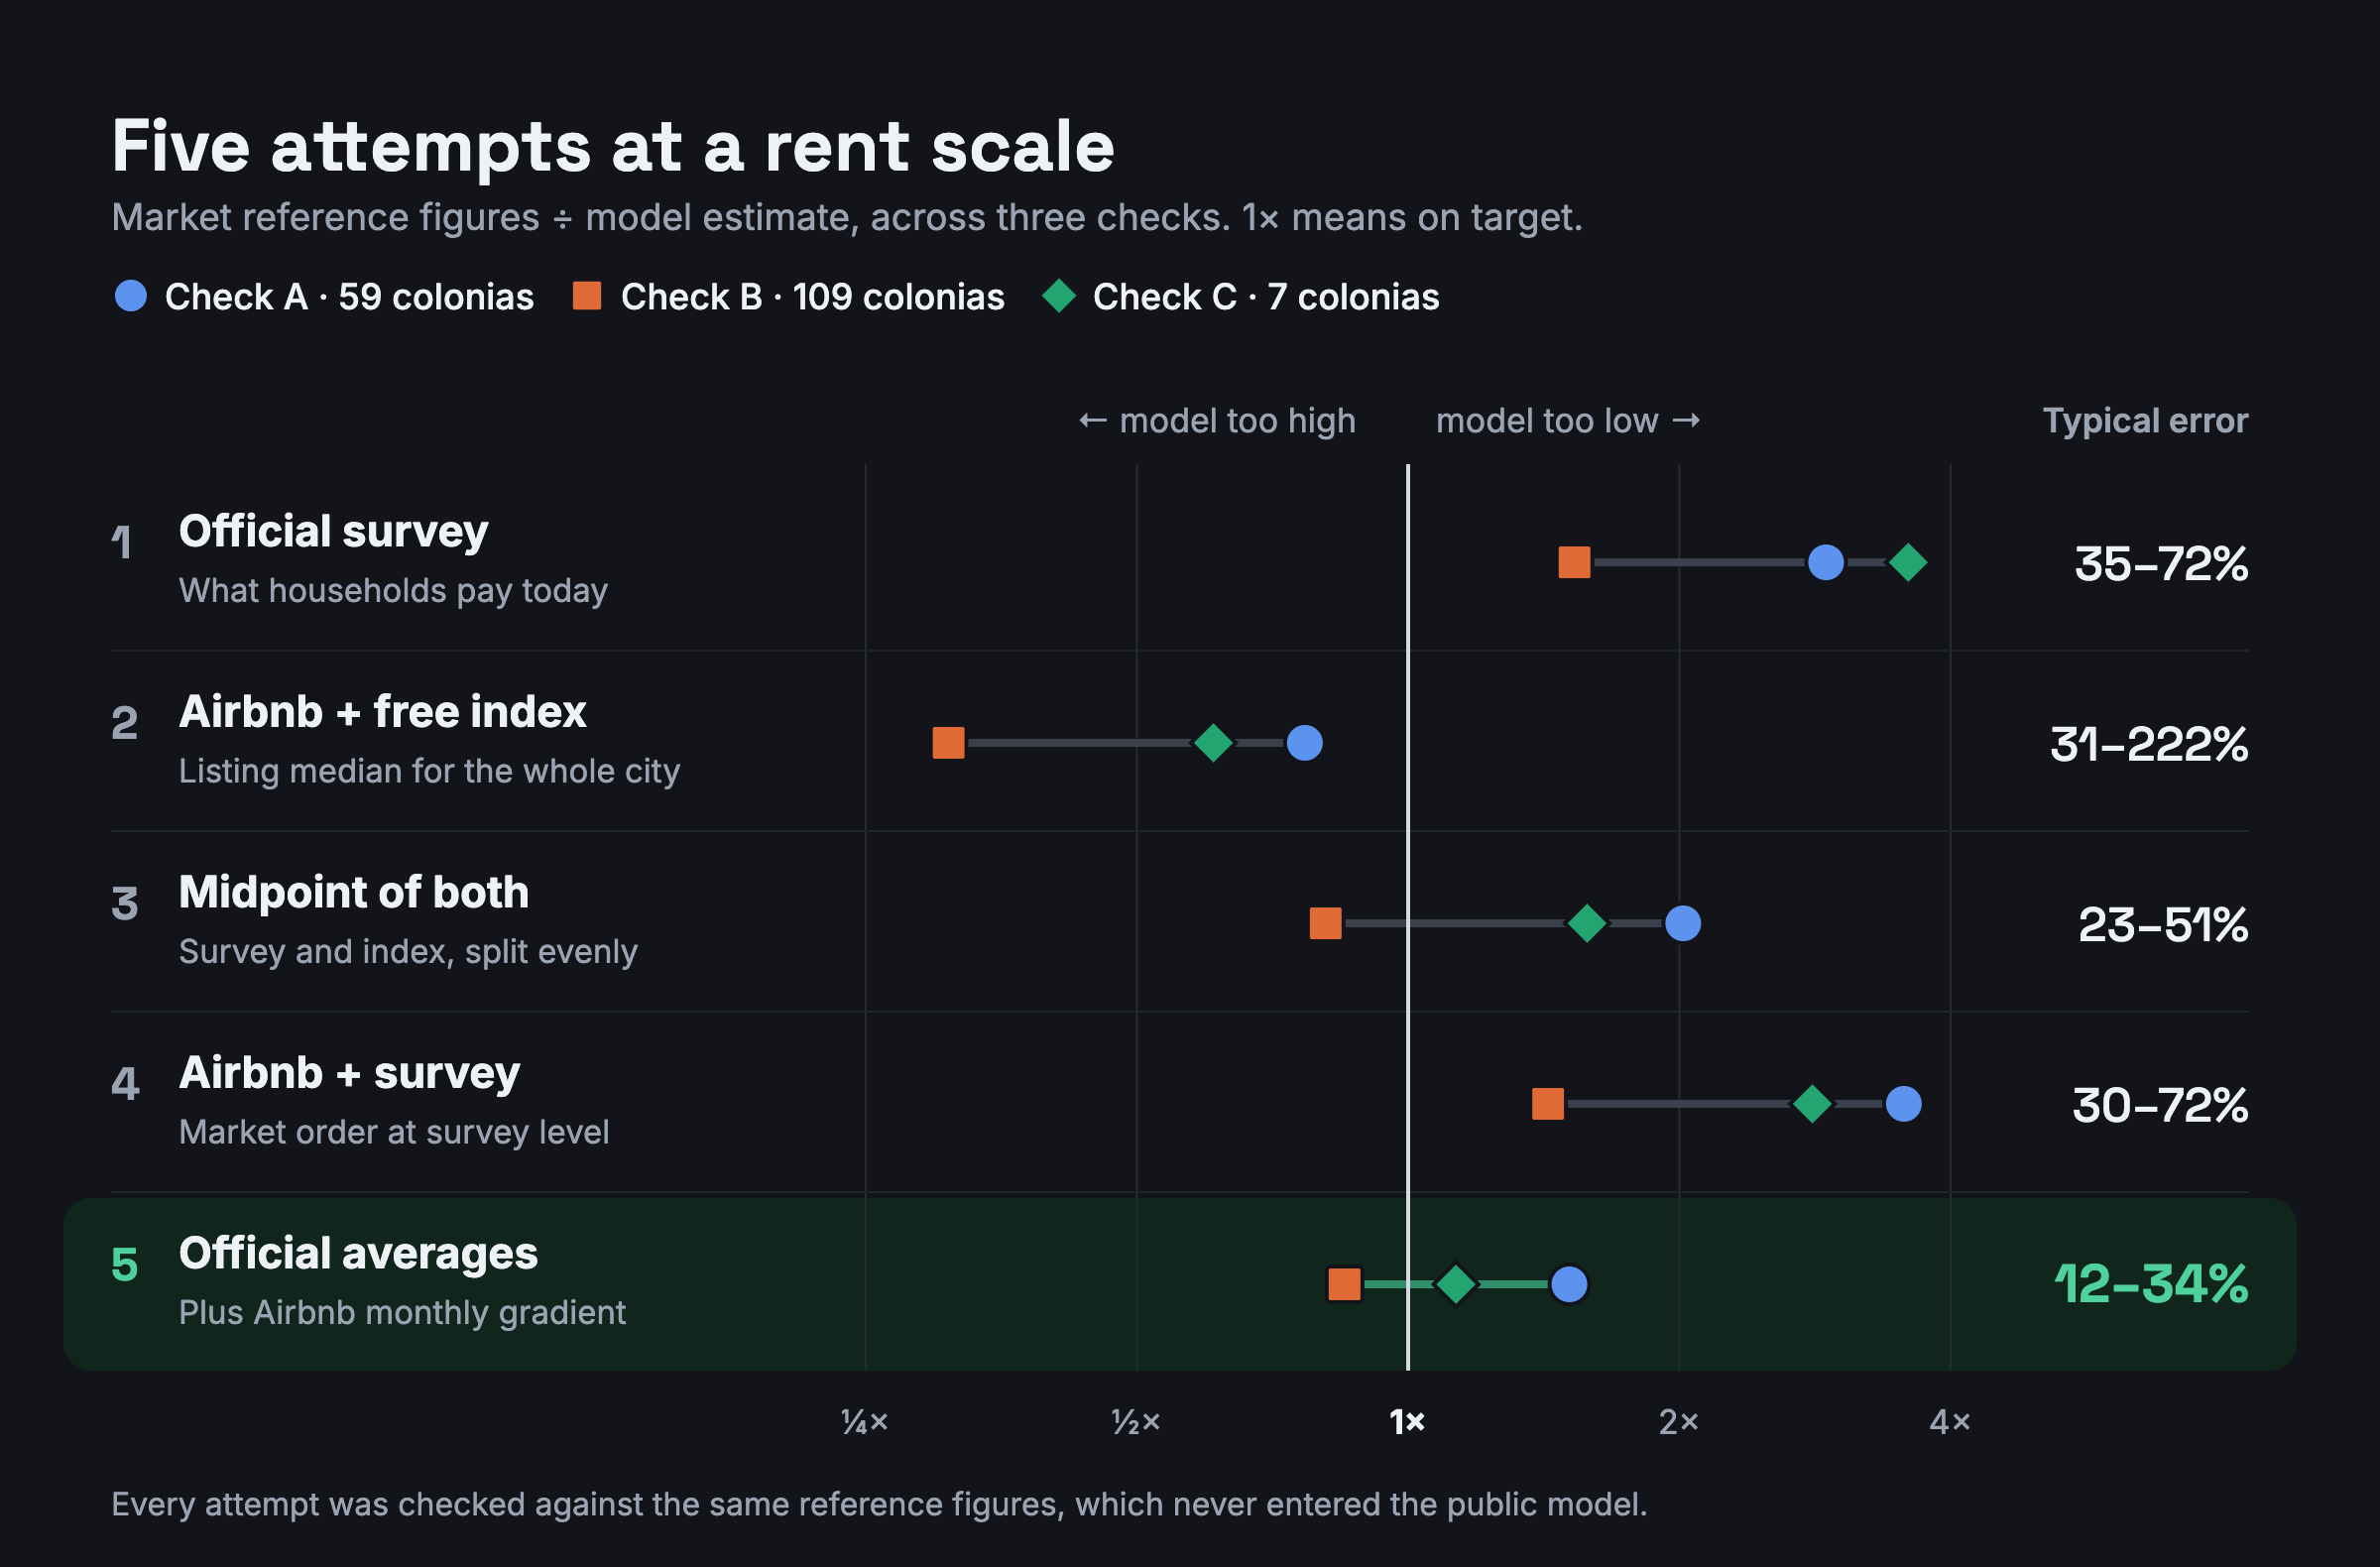 Five attempts at a rent scale
Market reference figures ÷ model estimate, across three checks. 1× means on target.
Check A · 59 colonias
Check B · 109 colonias
Check C · 7 colonias
← model too high
model too low →
Typical error
1
Official survey
What households pay today
35–72%
2
Airbnb + free index
Listing median for the whole city
31–222%
3
Midpoint of both
Survey and index, split evenly
23–51%
4
Airbnb + survey
Market order at survey level
30–72%
5
Official averages
Plus Airbnb monthly gradient
12–34%
¼×
½×
1×
2×
4×
Every attempt was checked against the same reference figures, which never entered the public model.